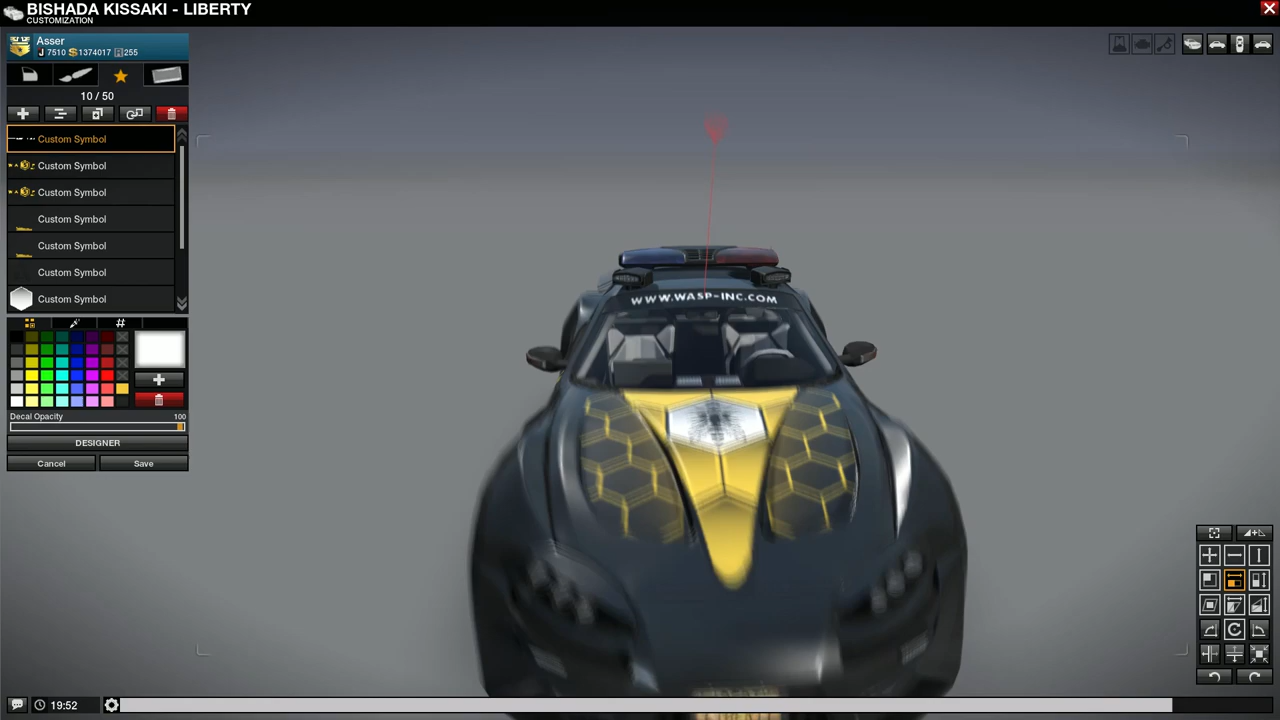 BISHADA KISSAKI - LIBERTY
CUSTOMIZATION
Asser
7510 1374017 255
10 / 50
Custom Symbol
Custom Symbol
Custom Symbol
Custom Symbol
Custom Symbol
Custom Symbol
Custom Symbol
#
Decal Opacity 100
DESIGNER
Cancel Save
WWW.WASP-INC.COM
19:52